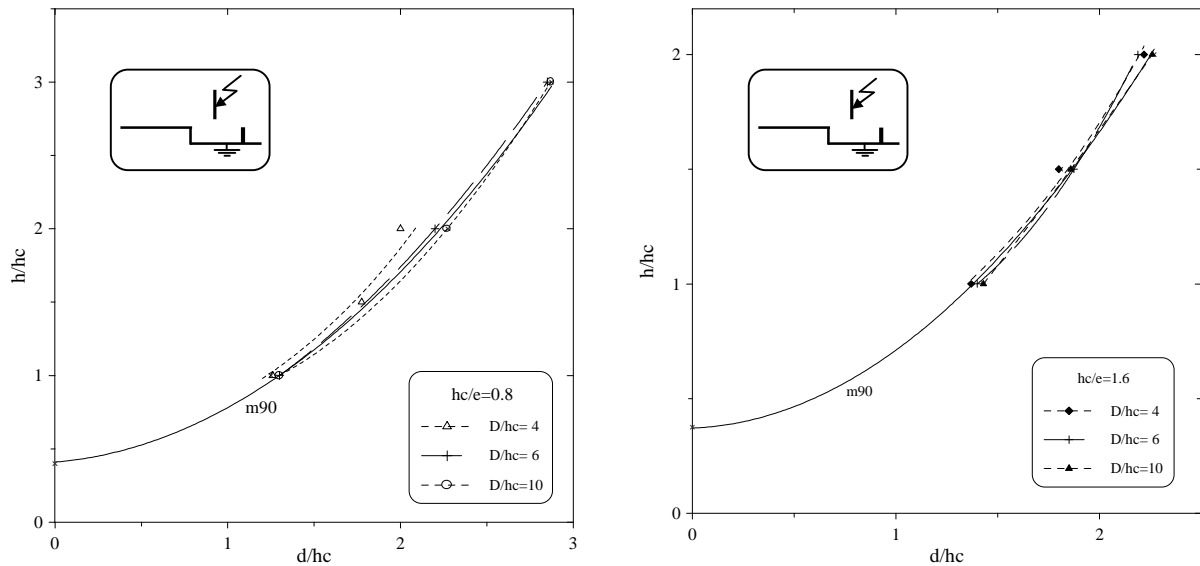 3
2
1
0
h/hc
m90
hc/e=0.8
D/hc= 4
D/hc= 6
D/hc=10
0
1
2
3
d/hc
2
1
0
h/hc
m90
hc/e=1.6
D/hc= 4
D/hc= 6
D/hc=10
0
1
2
d/hc